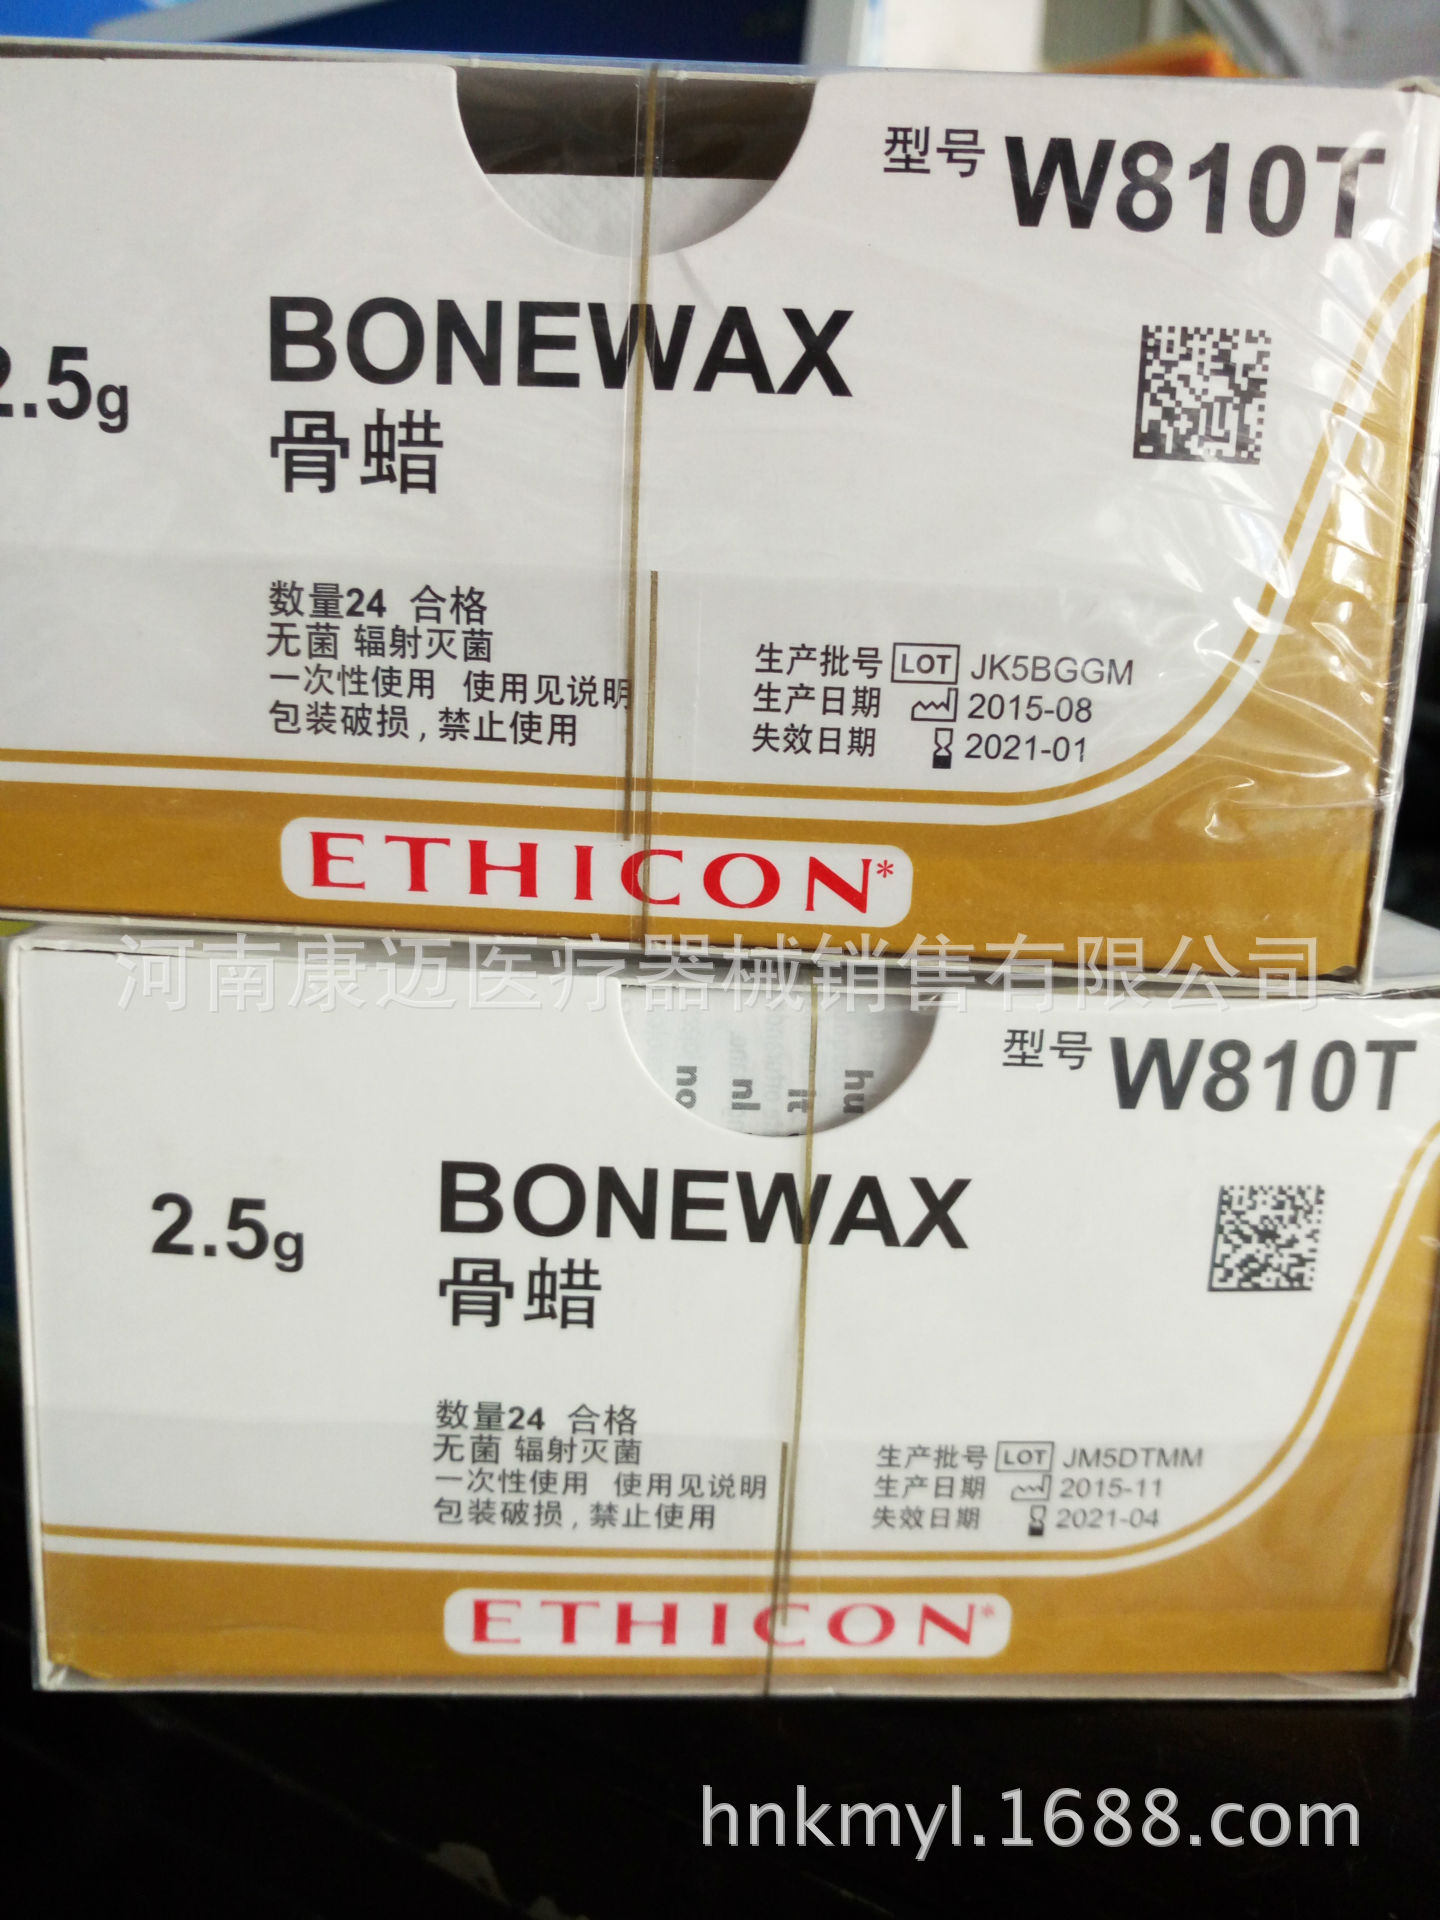 型号 W810T
2.5g BONEWAX
骨蜡
数量24 合格
无菌 辐射灭菌
一次性使用 使用见说明
包装破损,禁止使用
生产批号 LOT JK5BGGM
生产日期 2015-08
失效日期 2021-01
ETHICON*
河南康迈医疗器械销售有限公司
no
nl
it
hu
型号 W810T
2.5g BONEWAX
骨蜡
数量24 合格
无菌 辐射灭菌
一次性使用 使用见说明
包装破损,禁止使用
生产批号 LOT JM5DTMM
生产日期 2015-11
失效日期 2021-04
ETHICON*
hnkmyl.1688.com